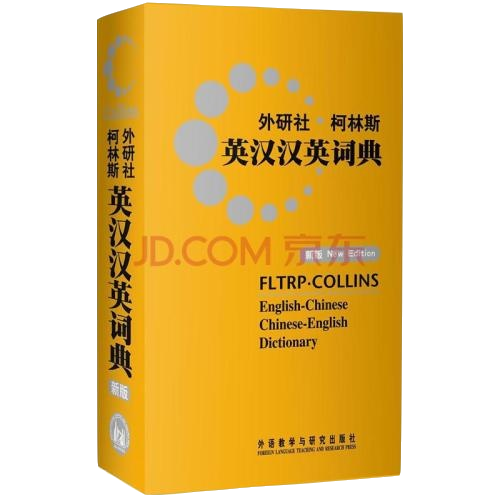 外研社·柯林斯
英汉汉英词典
新版 New Edition
FLTRP·COLLINS
English-Chinese
Chinese-English
Dictionary
外语教学与研究出版社
FOREIGN LANGUAGE TEACHING AND RESEARCH PRESS
外研社
柯林斯
英汉汉英词典
新版
JD.COM 京东